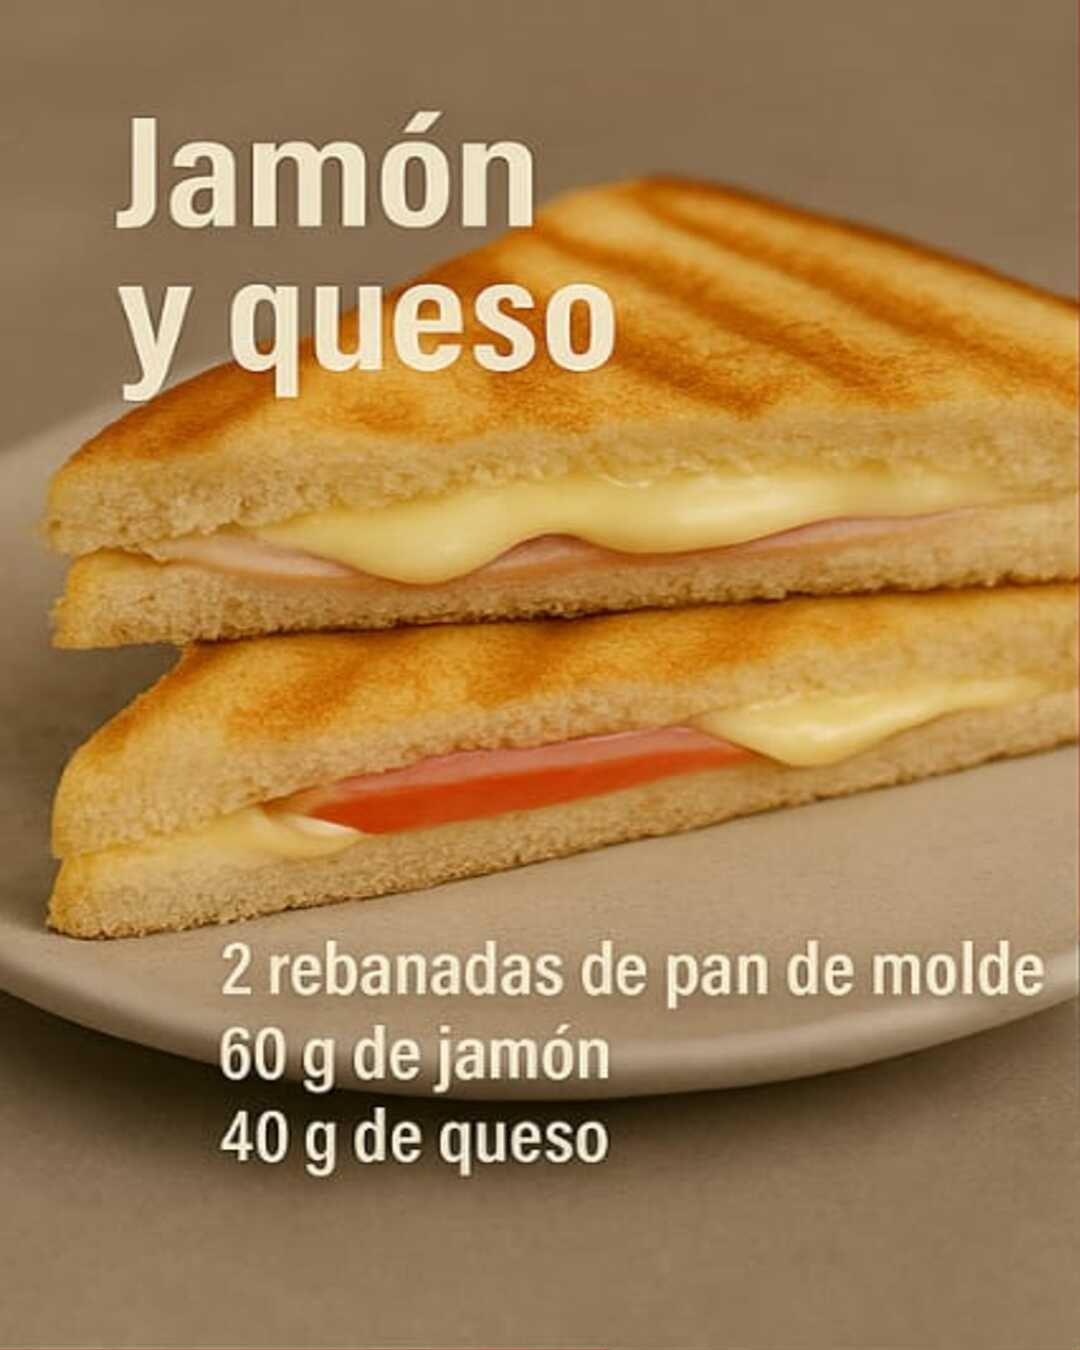 Jamón
y queso
2 rebanadas de pan de molde
60 g de jamón
40 g de queso